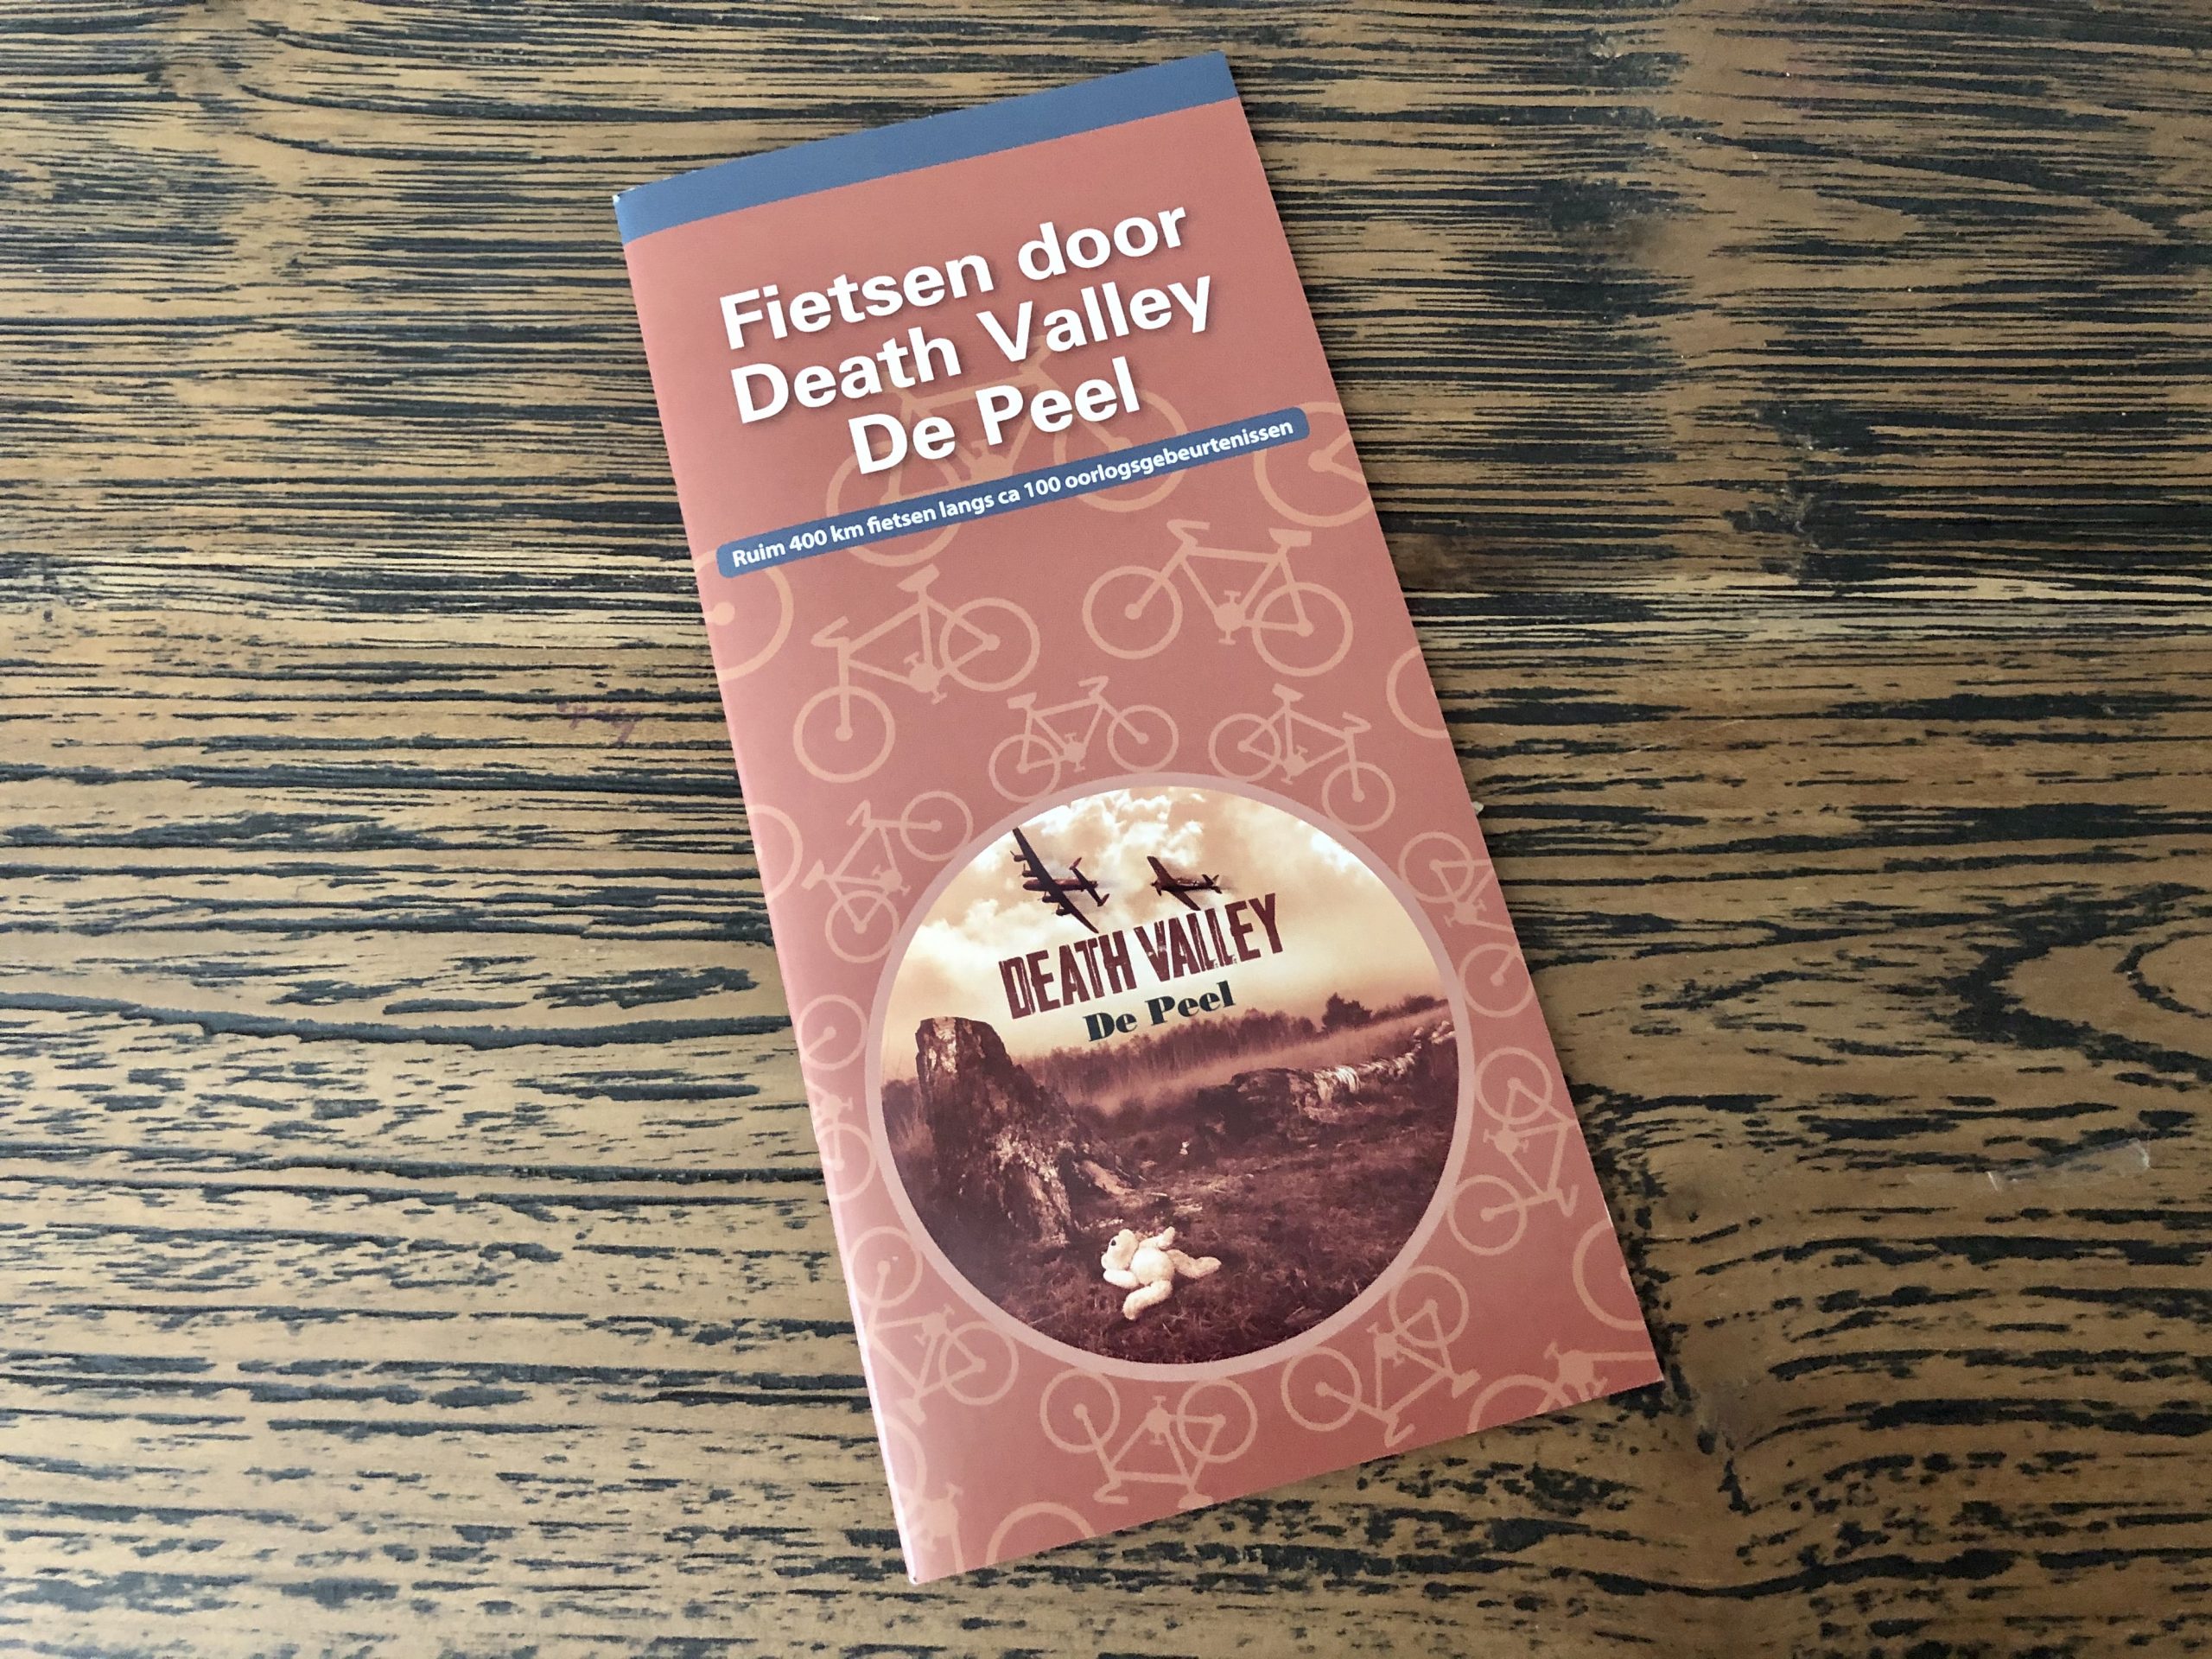 Fietsen door
Death Valley
De Peel
Ruim 400 km fietsen langs ca 100 oorlogsgebeurtenissen
DEATH VALLEY
De Peel